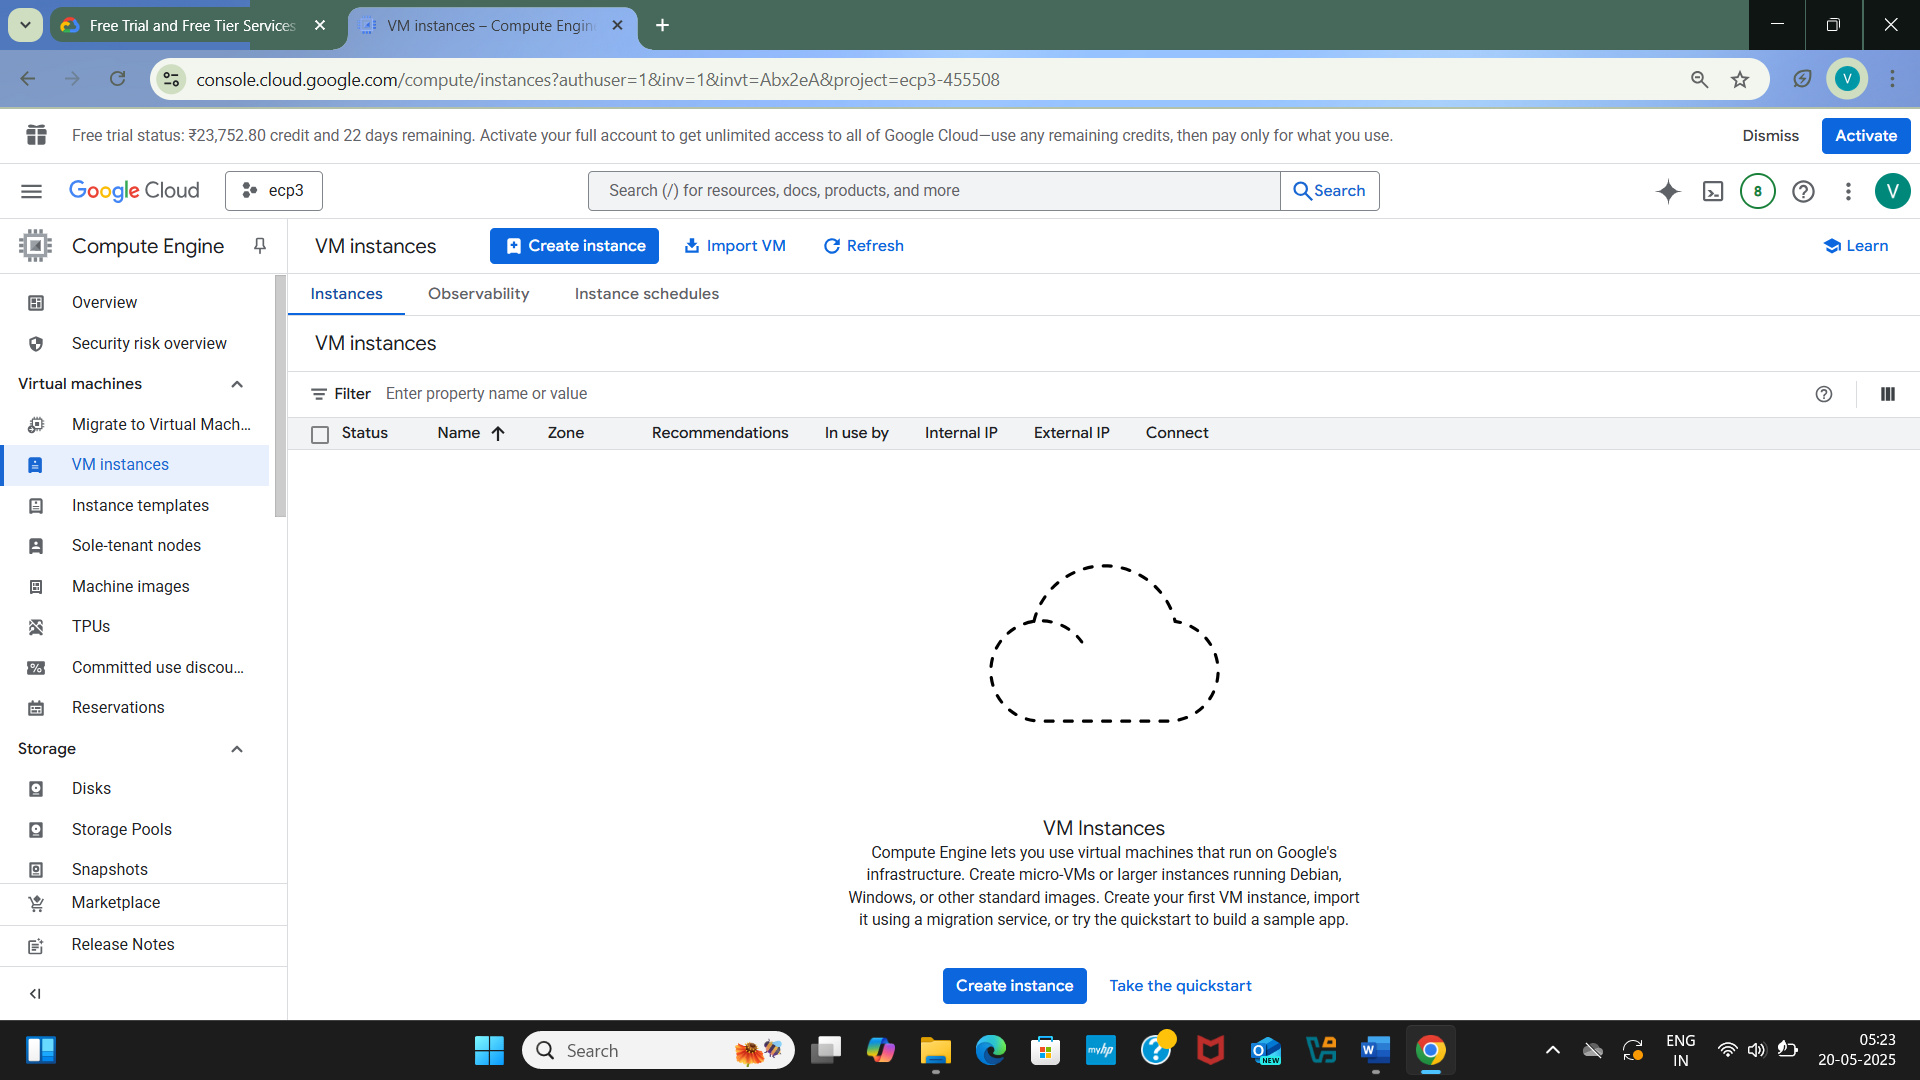 Free Trial and Free Tier Services
VM instances – Compute Engin
console.cloud.google.com/compute/instances?authuser=1&inv=1&invt=Abx2eA&project=ecp3-455508
V
Free trial status: ₹23,752.80 credit and 22 days remaining. Activate your full account to get unlimited access to all of Google Cloud—use any remaining credits, then pay only for what you use.
Dismiss
Activate
Google Cloud
ecp3
Search (/) for resources, docs, products, and more
Search
8
V
Compute Engine
VM instances
Create instance
Import VM
Refresh
Learn
Overview
Security risk overview
Virtual machines
Migrate to Virtual Mach...
VM instances
Instance templates
Sole-tenant nodes
Machine images
TPUs
Committed use discou...
Reservations
Storage
Disks
Storage Pools
Snapshots
Marketplace
Release Notes
Instances
Observability
Instance schedules
VM instances
Filter
Enter property name or value
Status
Name
Zone
Recommendations
In use by
Internal IP
External IP
Connect
VM Instances
Compute Engine lets you use virtual machines that run on Google's
infrastructure. Create micro-VMs or larger instances running Debian,
Windows, or other standard images. Create your first VM instance, import
it using a migration service, or try the quickstart to build a sample app.
Create instance
Take the quickstart
Search
myhp
NEW
ENG
IN
05:23
20-05-2025